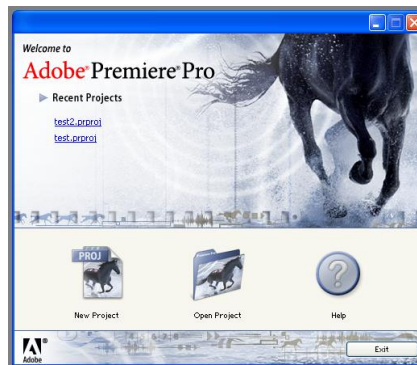 Welcome to
Adobe® Premiere® Pro
Recent Projects
test2.prproj
test.prproj
PROJ
New Project
Open Project
Help
Adobe®
Exit